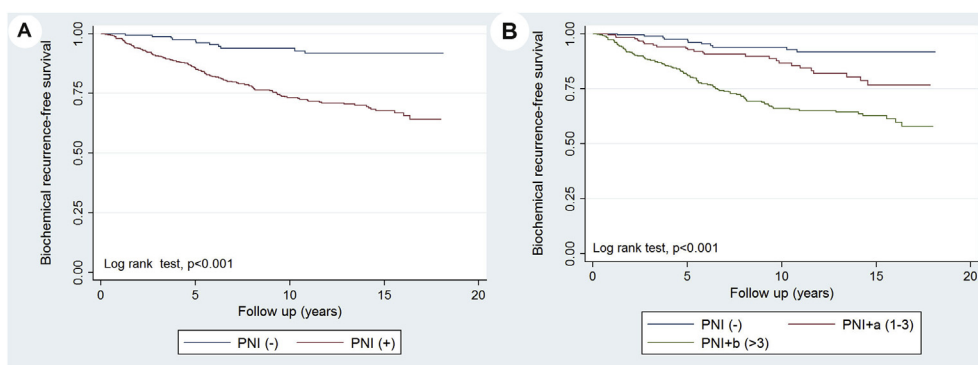 A
Biochemical recurrence-free survival
1.00
0.75
0.50
0.25
0.00
Log rank test, p<0.001
0 5 10 15 20
Follow up (years)
PNI (-) PNI (+)
B
Biochemical recurrence-free survival
1.00
0.75
0.50
0.25
0.00
Log rank test, p<0.001
0 5 10 15 20
Follow up (years)
PNI (-) PNI+a (1-3)
PNI+b (>3)